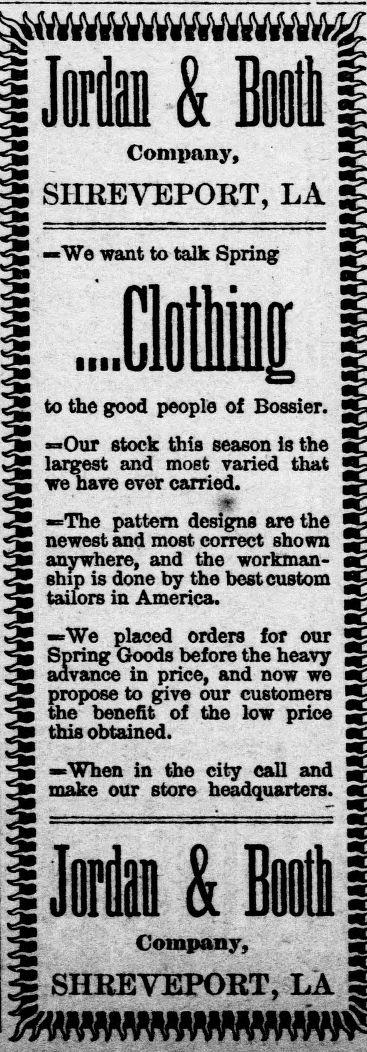 Jordan & Booth
Company,
SHREVEPORT, LA
=We want to talk Spring
....Clothing
to the good people of Bossier.
=Our stock this season is the
largest and most varied that
we have ever carried.
=The pattern designs are the
newest and most correct shown
anywhere, and the workman-
ship is done by the best custom
tailors in America.
=We placed orders for our
Spring Goods before the heavy
advance in price, and now we
propose to give our customers
the benefit of the low price
this obtained.
=When in the city call and
make our store headquarters.
Jordan & Booth
Company,
SHREVEPORT, LA